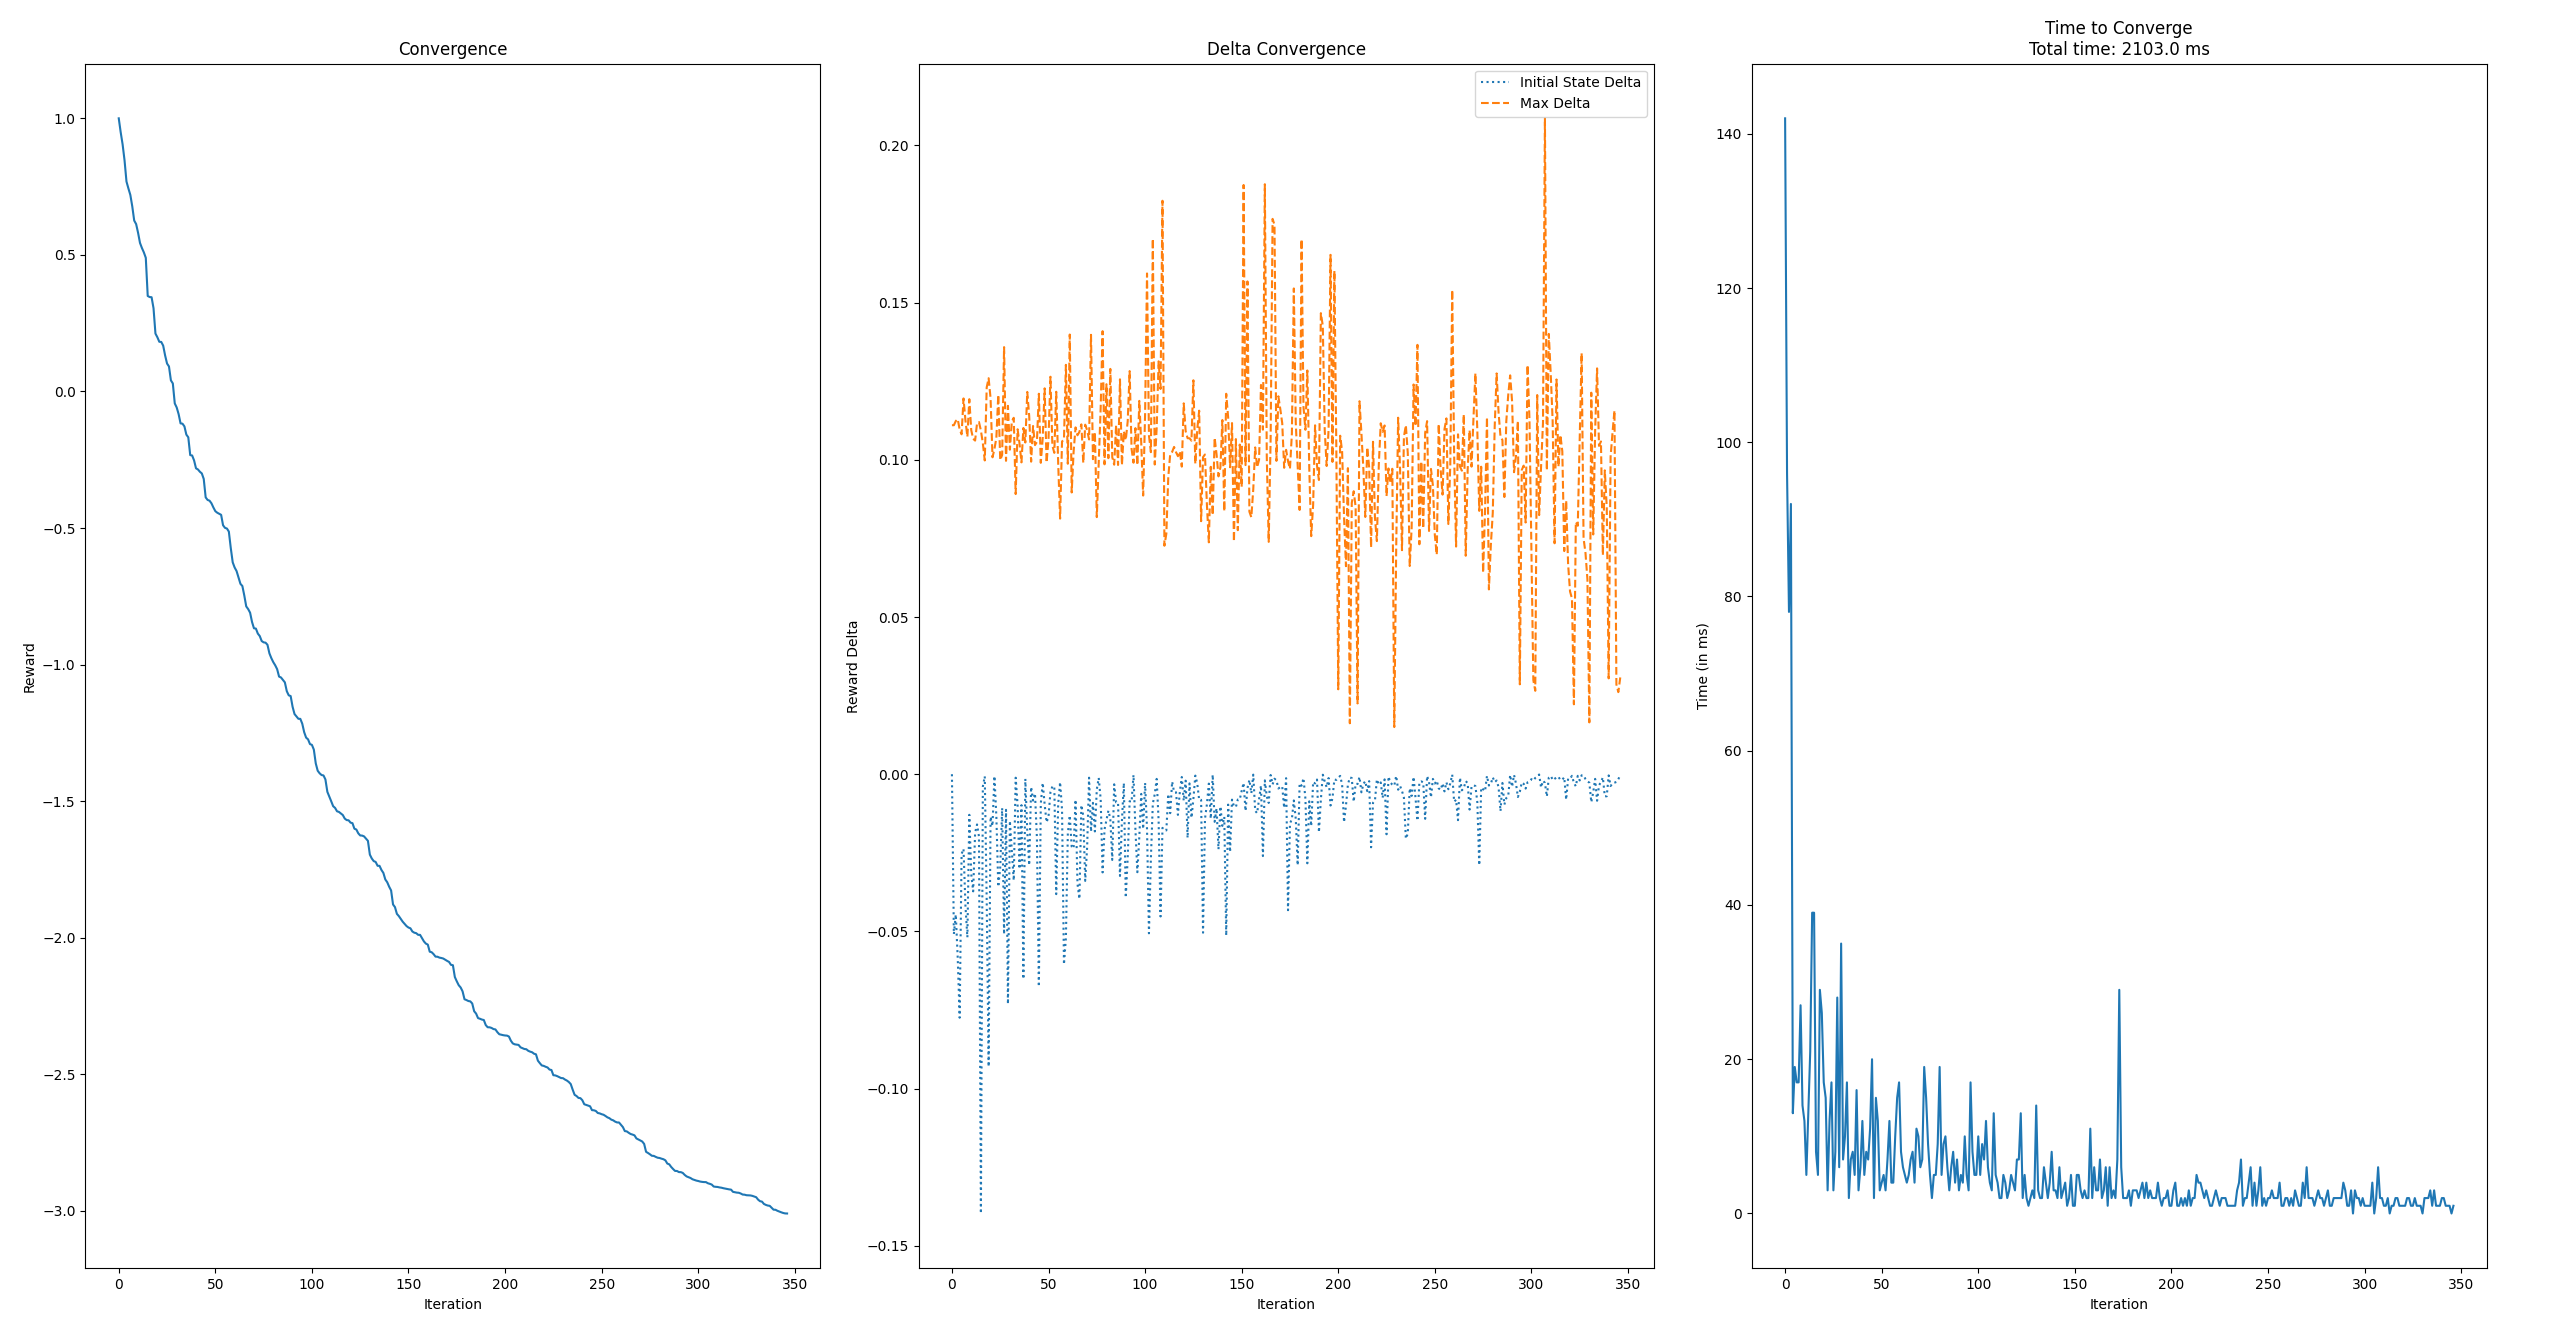 Convergence
1.0
0.5
0.0
−0.5
−1.0
−1.5
−2.0
−2.5
−3.0
Reward
0 50 100 150 200 250 300 350
Iteration
Delta Convergence
Initial State Delta
Max Delta
0.20
0.15
0.10
0.05
0.00
−0.05
−0.10
−0.15
Reward Delta
0 50 100 150 200 250 300 350
Iteration
Time to Converge
Total time: 2103.0 ms
140
120
100
80
60
40
20
0
Time (in ms)
0 50 100 150 200 250 300 350
Iteration